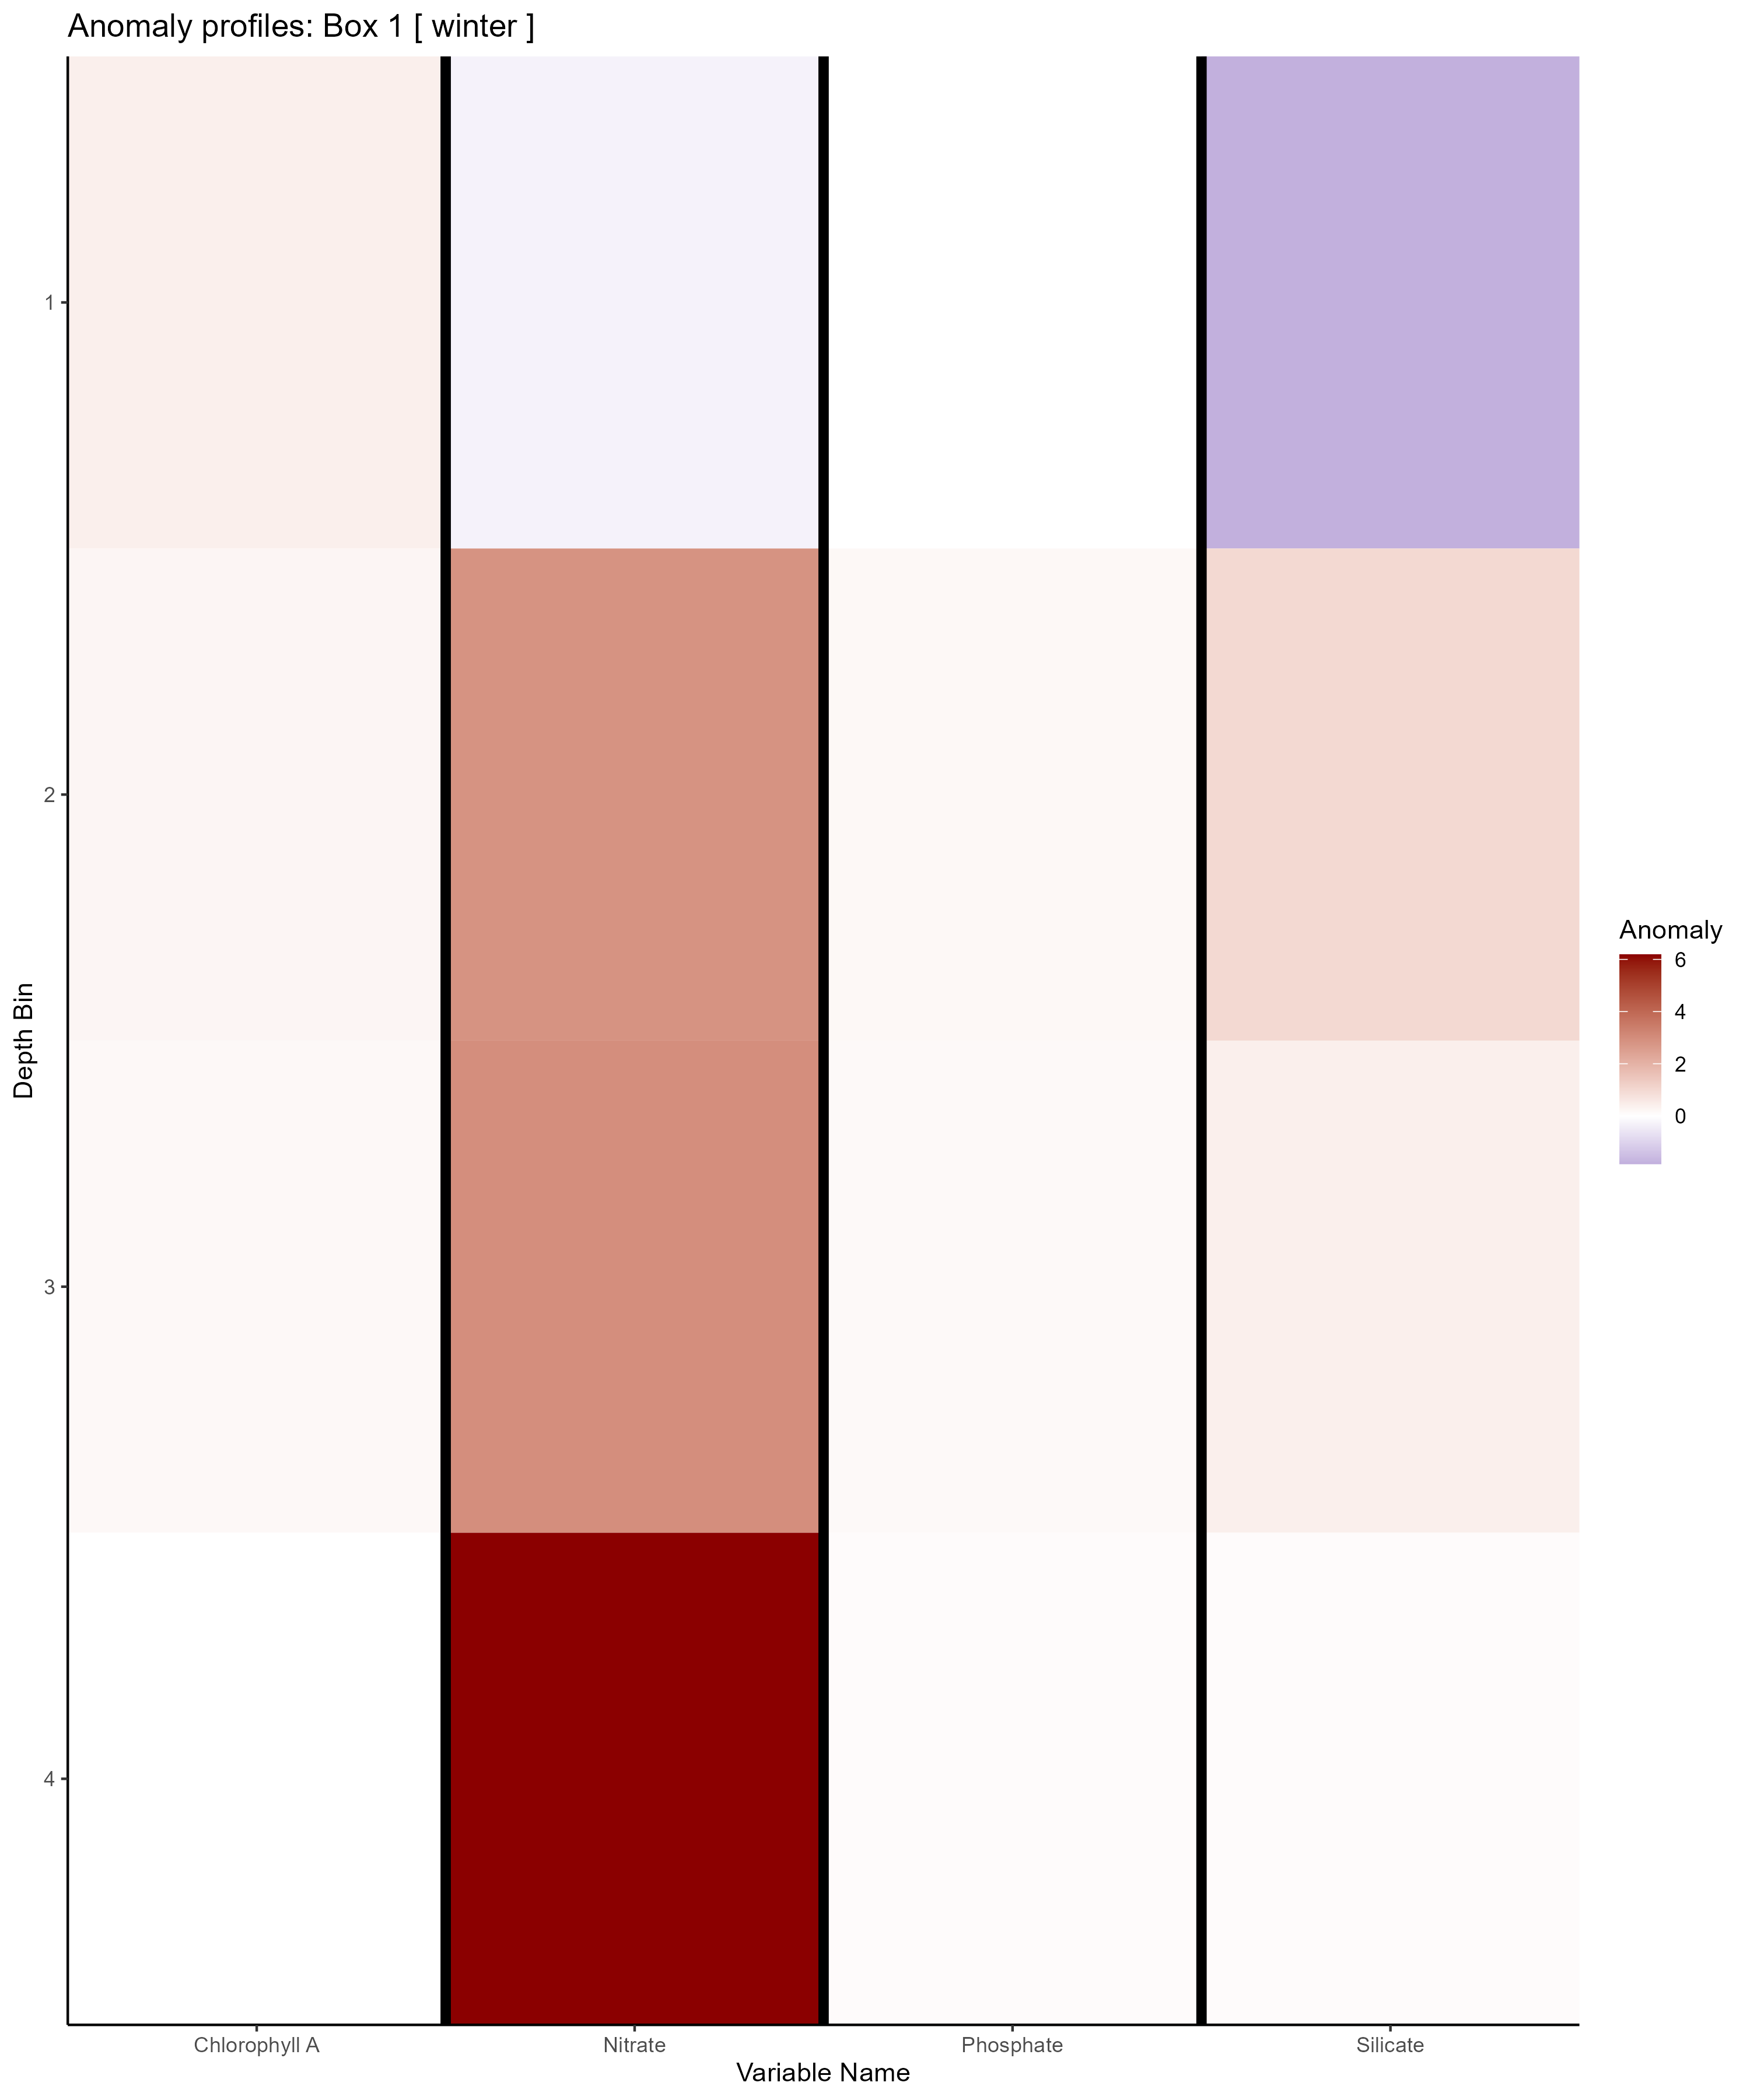 Anomaly profiles: Box 1 [ winter ]
1
2
3
4
Depth Bin
Chlorophyll A
Nitrate
Phosphate
Silicate
Variable Name
Anomaly
6
4
2
0